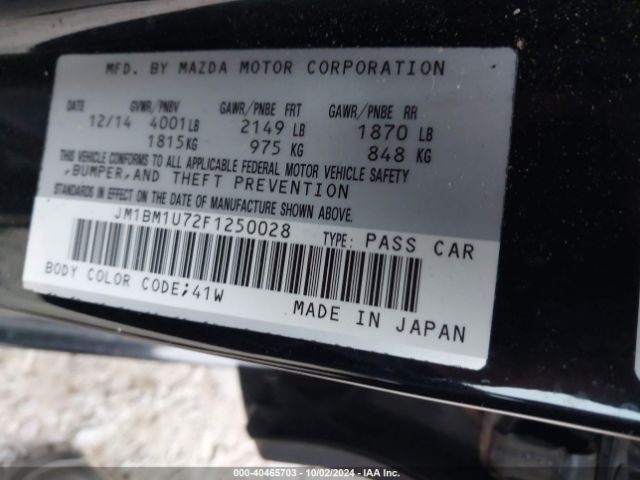 MFD. BY MAZDA MOTOR CORPORATION
DATE GVWR/PNBV GAWR/PNBE FRT GAWR/PNBE RR
12/14 4001LB 2149 LB 1870 LB
1815KG 975 KG 848 KG
THIS VEHICLE CONFORMS TO ALL APPLICABLE FEDERAL MOTOR VEHICLE SAFETY
,BUMPER,AND THEFT PREVENTION
STANDARDS IN EFFECT ON THE DATE OF MANUFACTURE SHOWN ABOVE.
JM1BM1U72F1250028 TYPE: PASS CAR
BODY COLOR CODE;41W
MADE IN JAPAN
000-40465703 - 10/02/2024 - IAA Inc.